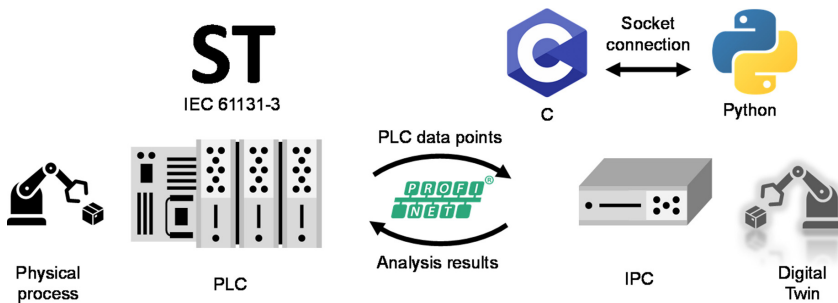 ST
IEC 61131-3
C
Socket
connection
C
Python
PLC data points
PROFI
NET®
Analysis results
Physical
process
PLC
IPC
Digital
Twin